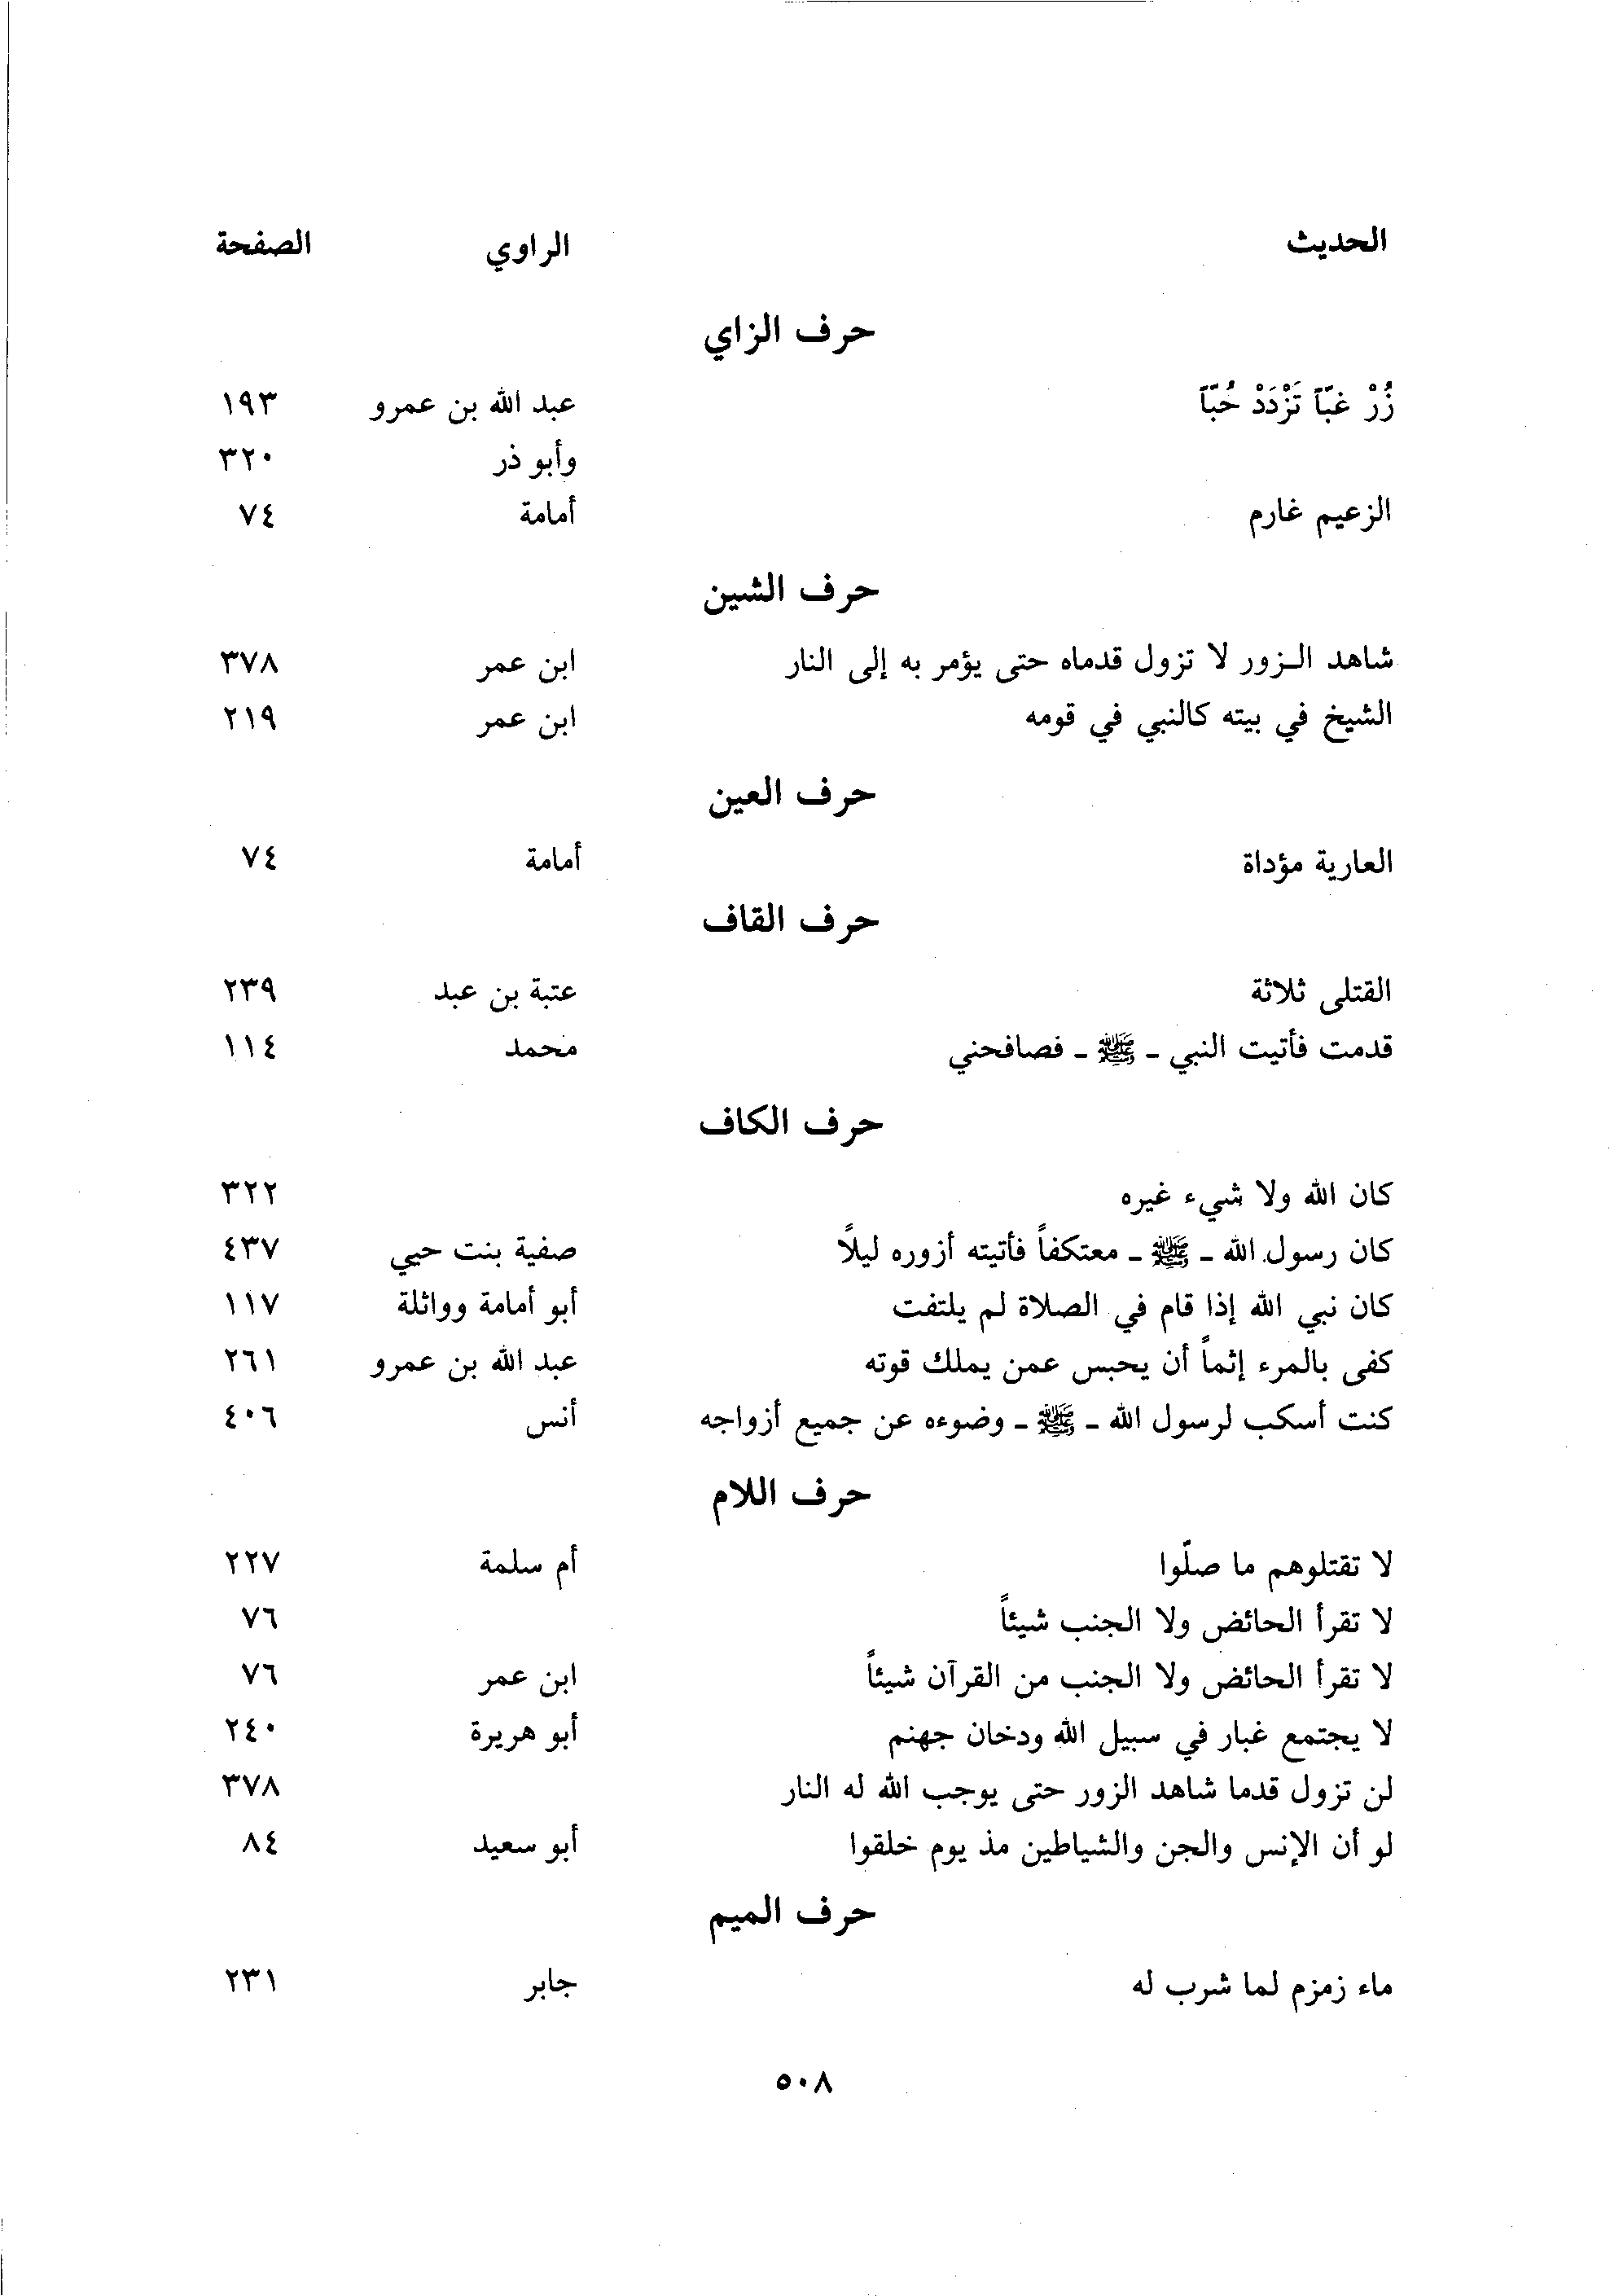 الحديث الراوي الصفحة
حرف الزاي
زُرْ غبّاً تَزْدَدْ حُبّاً عبد الله بن عمرو ١٩٣
وأبو ذر ٣٢٠
الزعيم غارم أمامة ٧٤
حرف الشين
شاهد الـزور لا تزول قدماه حتى يؤمر به إلى النار ابن عمر ٣٧٨
الشيخ في بيته كالنبي في قومه ابن عمر ٢١٩
حرف العين
العارية مؤداة أمامة ٧٤
حرف القاف
القتلى ثلاثة عتبة بن عبد ٢٣٩
قدمت فأتيت النبي - ﷺ - فصافحني محمد ١١٤
حرف الكاف
كان الله ولا شيء غيره ٣٢٢
كان رسول الله - ﷺ - معتكفاً فأتيته أزوره ليلاً صفية بنت حيي ٤٣٧
كان نبي الله إذا قام في الصلاة لم يلتفت أبو أمامة وواثلة ١١٧
كفى بالمرء إثماً أن يحبس عمن يملك قوته عبد الله بن عمرو ٢٦١
كنت أسكب لرسول الله - ﷺ - وضوءه عن جميع أزواجه أنس ٤٠٦
حرف اللام
لا تقتلوهم ما صلّوا أم سلمة ٢٢٧
لا تقرأ الحائض ولا الجنب شيئاً ٧٦
لا تقرأ الحائض ولا الجنب من القرآن شيئاً ابن عمر ٧٦
لا يجتمع غبار في سبيل الله ودخان جهنم أبو هريرة ٢٤٠
لن تزول قدما شاهد الزور حتى يوجب الله له النار ٣٧٨
لو أن الإنس والجن والشياطين مذ يوم خلقوا أبو سعيد ٨٤
حرف الميم
ماء زمزم لما شرب له جابر ٢٣١
٥٠٨